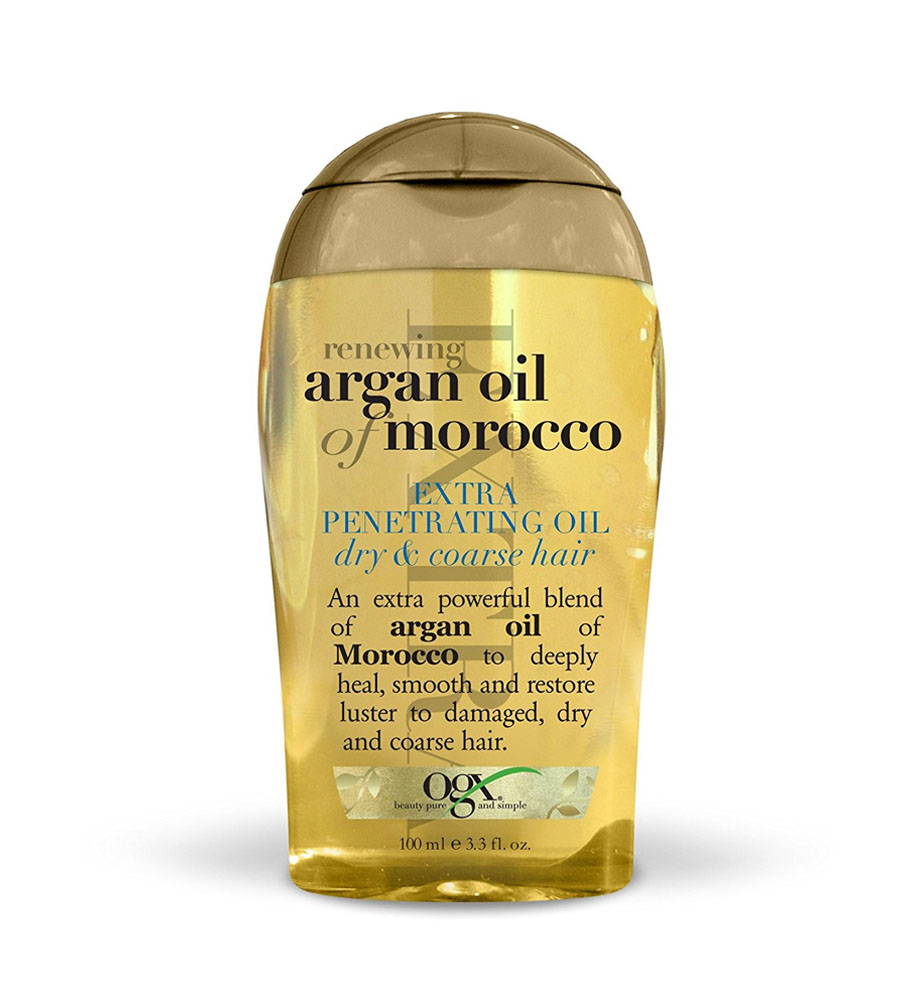 renewing
argan oil
of morocco
EXTRA
PENETRATING OIL
dry & coarse hair
An extra powerful blend
of argan oil of
Morocco to deeply
heal, smooth and restore
luster to damaged, dry
and coarse hair.
ogx®
beauty pure and simple
100 ml e 3.3 fl. oz.